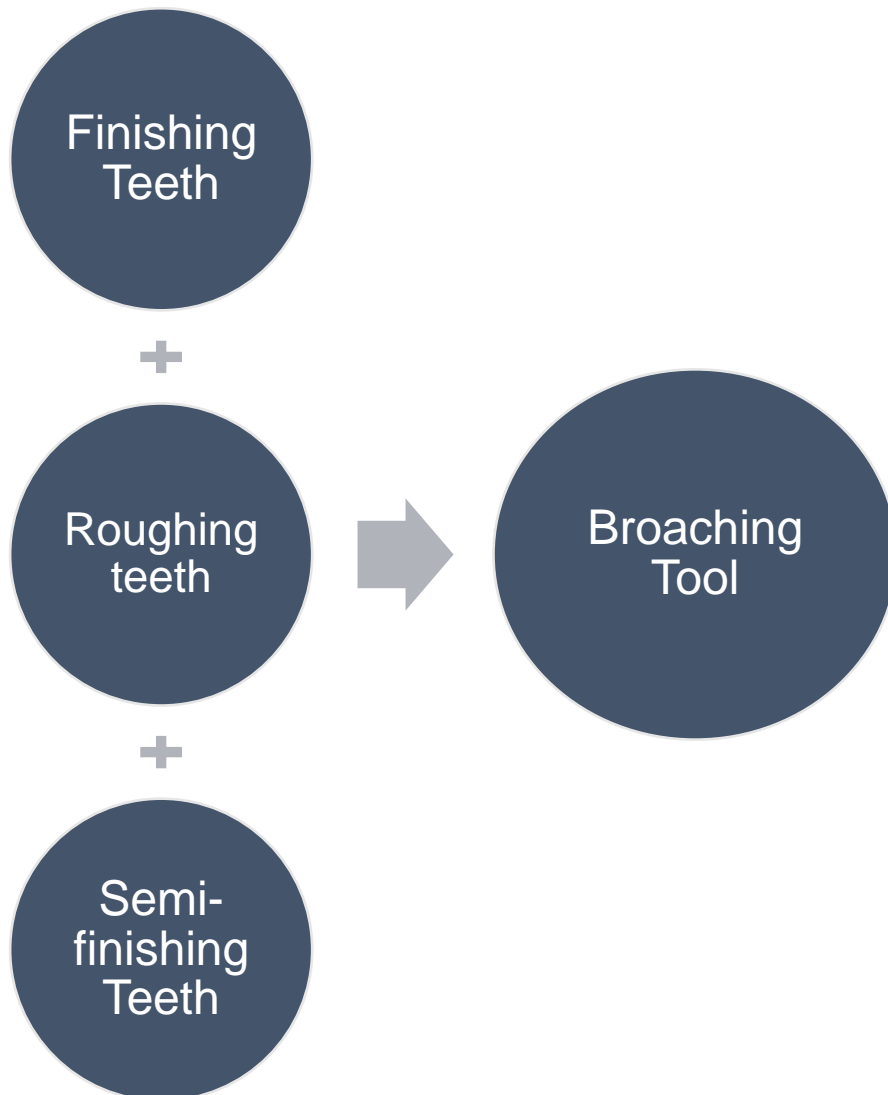 Finishing
Teeth
Roughing
teeth
Semi-
finishing
Teeth
Broaching
Tool